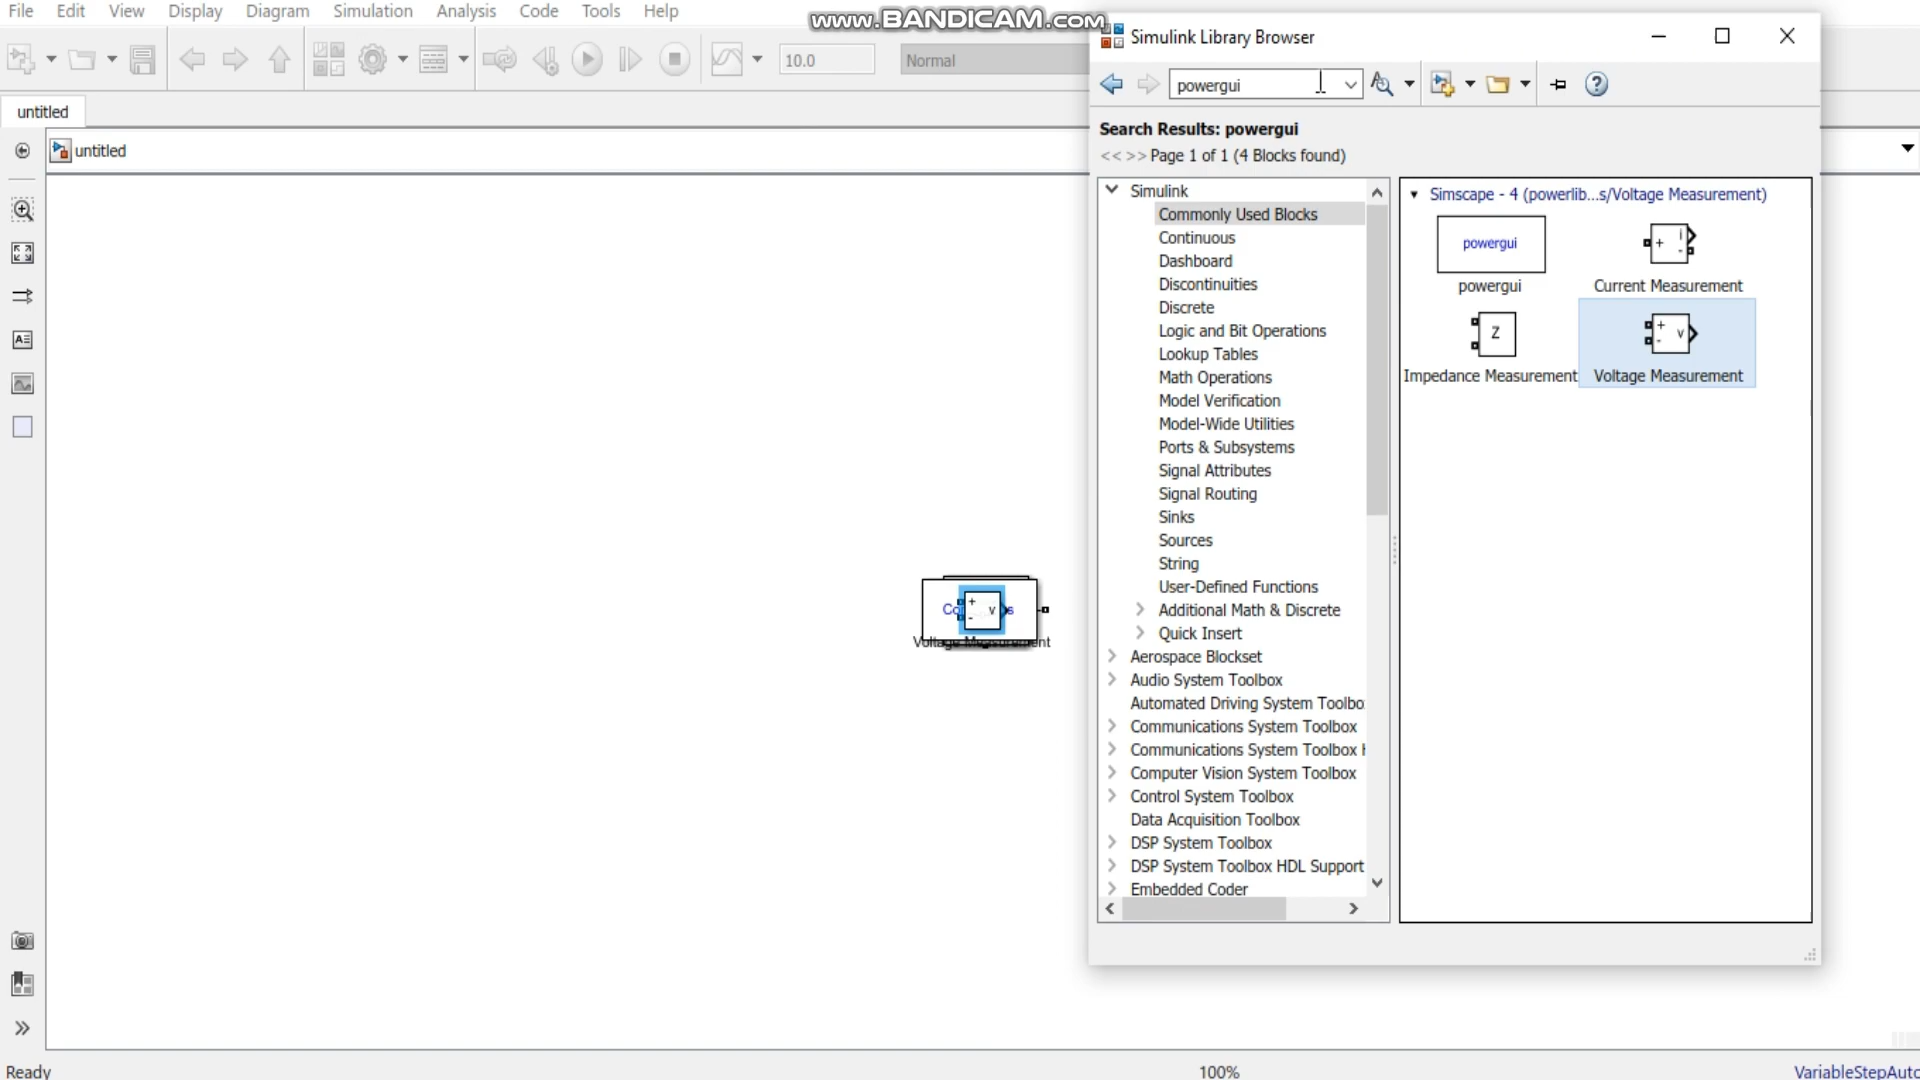 File Edit View Display Diagram Simulation Analysis Code Tools Help
www.BANDICAM.com
Simulink Library Browser
10.0
Normal
powergui
untitled
Search Results: powergui
untitled
<< >> Page 1 of 1 (4 Blocks found)
Simulink
Commonly Used Blocks
Continuous
Dashboard
Discontinuities
Discrete
Logic and Bit Operations
Lookup Tables
Math Operations
Model Verification
Model-Wide Utilities
Ports & Subsystems
Signal Attributes
Signal Routing
Sinks
Sources
String
User-Defined Functions
Additional Math & Discrete
Quick Insert
Aerospace Blockset
Audio System Toolbox
Automated Driving System Toolbo
Communications System Toolbox
Communications System Toolbox H
Computer Vision System Toolbox
Control System Toolbox
Data Acquisition Toolbox
DSP System Toolbox
DSP System Toolbox HDL Support
Embedded Coder
Simscape - 4 (powerlib...s/Voltage Measurement)
powergui
+ i -
powergui
Current Measurement
Z
+ v -
Impedance Measurement
Voltage Measurement
+ v -
Voltage Measurement
Ready
100%
VariableStepAuto